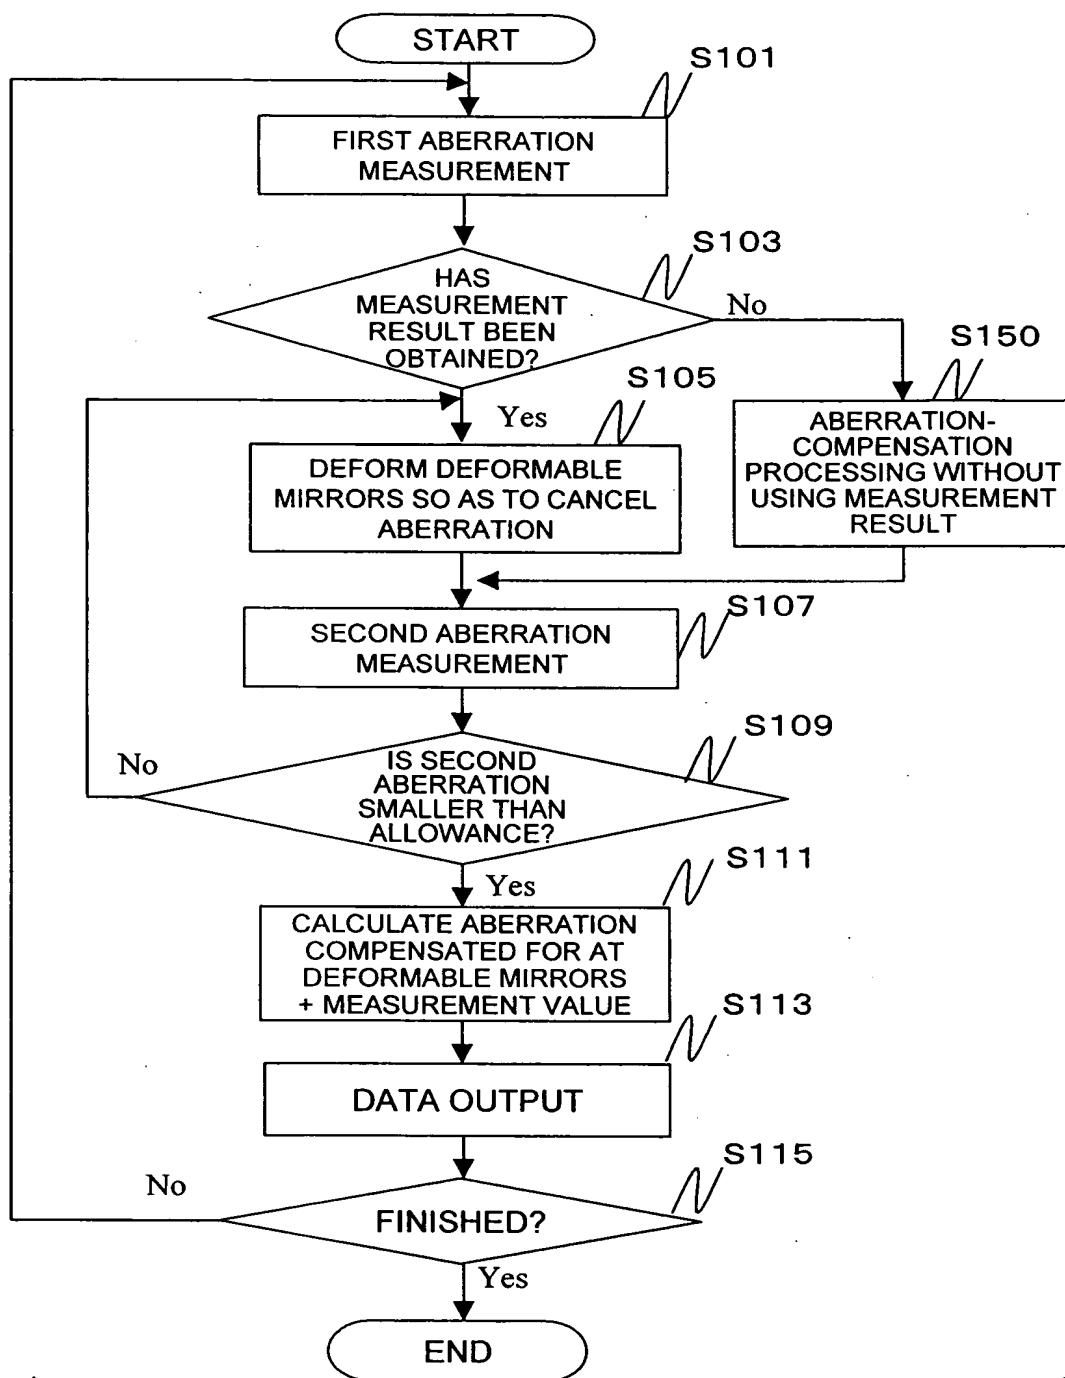 START
S101
FIRST ABERRATION
MEASUREMENT
S103
HAS
MEASUREMENT
RESULT BEEN
OBTAINED?
No
S150
S105
Yes
ABERRATION-
COMPENSATION
PROCESSING WITHOUT
USING MEASUREMENT
RESULT
DEFORM DEFORMABLE
MIRRORS SO AS TO CANCEL
ABERRATION
S107
SECOND ABERRATION
MEASUREMENT
S109
No
IS SECOND
ABERRATION
SMALLER THAN
ALLOWANCE?
S111
Yes
CALCULATE ABERRATION
COMPENSATED FOR AT
DEFORMABLE MIRRORS
+ MEASUREMENT VALUE
S113
DATA OUTPUT
S115
No
FINISHED?
Yes
END